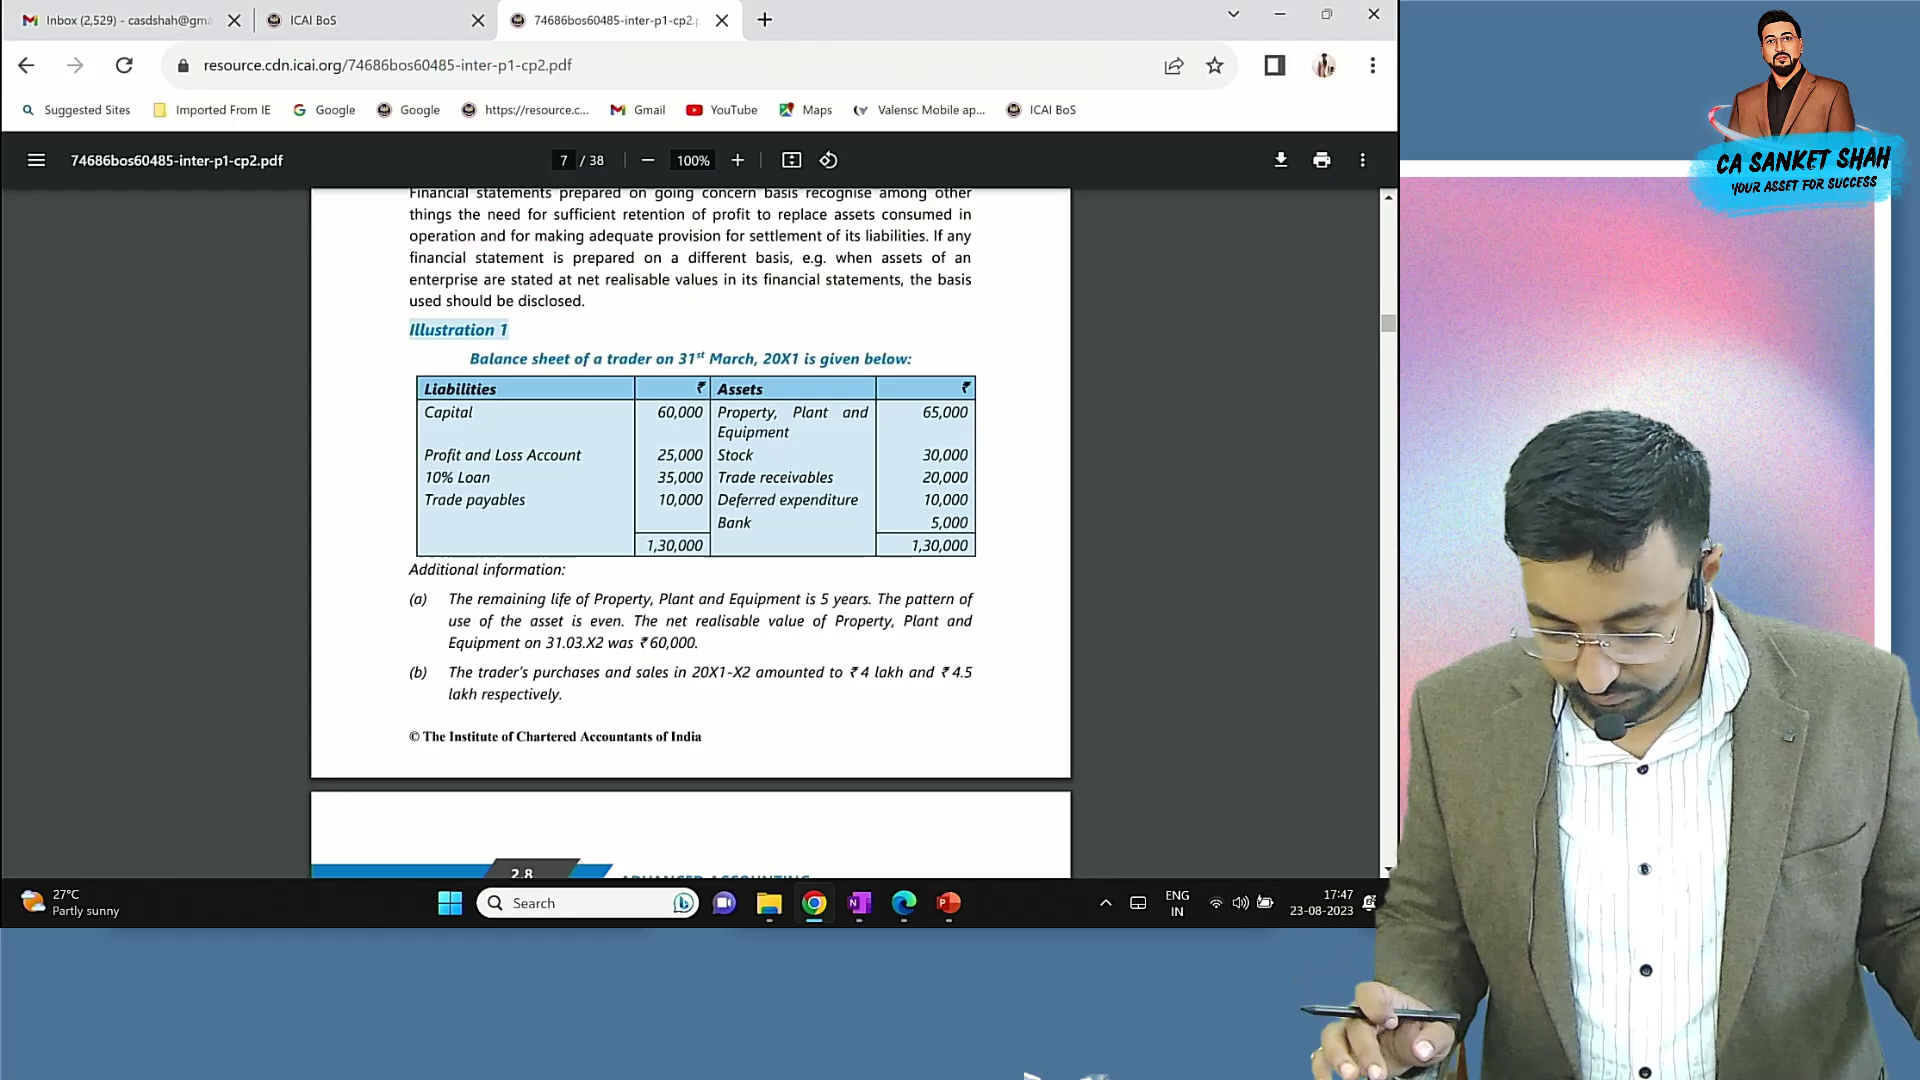 Inbox (2,529) - casdshah@gma
ICAI BoS
74686bos60485-inter-p1-cp2.p
resource.cdn.icai.org/74686bos60485-inter-p1-cp2.pdf
Suggested Sites
Imported From IE
Google
Google
https://resource.c...
Gmail
YouTube
Maps
Valensc Mobile ap...
ICAI BoS
74686bos60485-inter-p1-cp2.pdf
7 / 38
100%
Financial statements prepared on going concern basis recognise among other
things the need for sufficient retention of profit to replace assets consumed in
operation and for making adequate provision for settlement of its liabilities. If any
financial statement is prepared on a different basis, e.g. when assets of an
enterprise are stated at net realisable values in its financial statements, the basis
used should be disclosed.
Illustration 1
Balance sheet of a trader on 31st March, 20X1 is given below:
Liabilities ₹ Assets ₹
Capital 60,000 Property, Plant and 65,000
Equipment
Profit and Loss Account 25,000 Stock 30,000
10% Loan 35,000 Trade receivables 20,000
Trade payables 10,000 Deferred expenditure 10,000
Bank 5,000
1,30,000 1,30,000
Additional information:
(a) The remaining life of Property, Plant and Equipment is 5 years. The pattern of
use of the asset is even. The net realisable value of Property, Plant and
Equipment on 31.03.X2 was ₹ 60,000.
(b) The trader's purchases and sales in 20X1-X2 amounted to ₹ 4 lakh and ₹ 4.5
lakh respectively.
© The Institute of Chartered Accountants of India
2.8
ADVANCED ACCOUNTING
27°C
Partly sunny
Search
ENG
IN
17:47
23-08-2023
CA SANKET SHAH
YOUR ASSET FOR SUCCESS